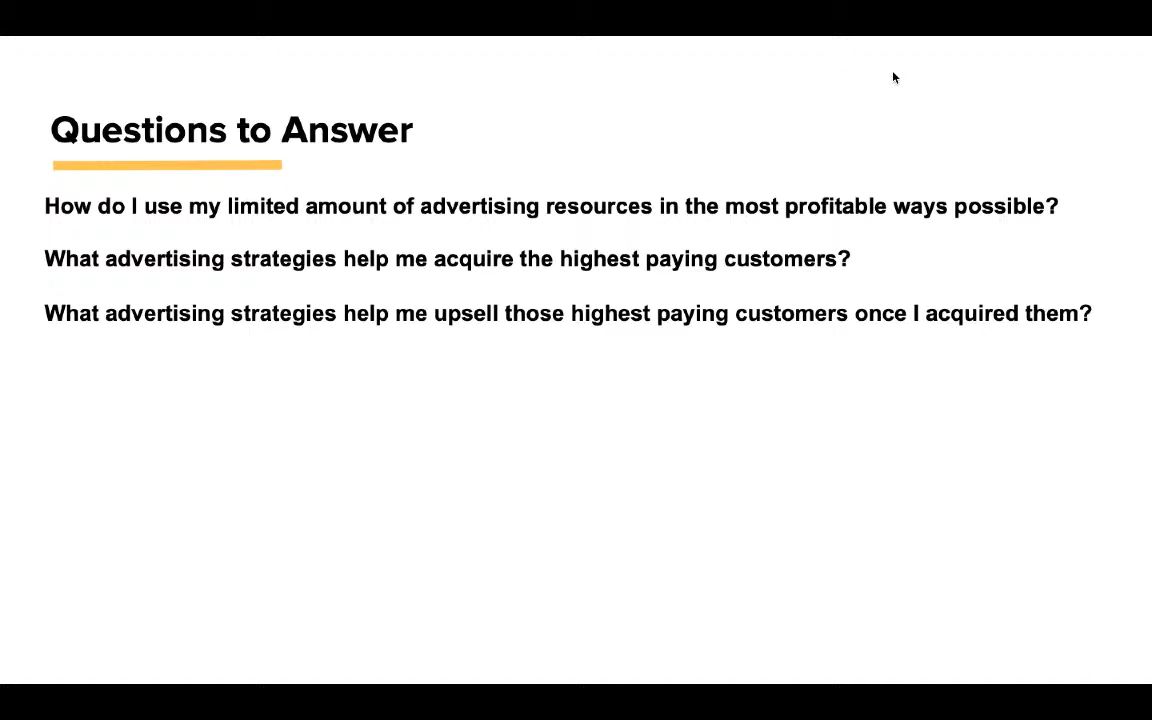 Questions to Answer
How do I use my limited amount of advertising resources in the most profitable ways possible?
What advertising strategies help me acquire the highest paying customers?
What advertising strategies help me upsell those highest paying customers once I acquired them?